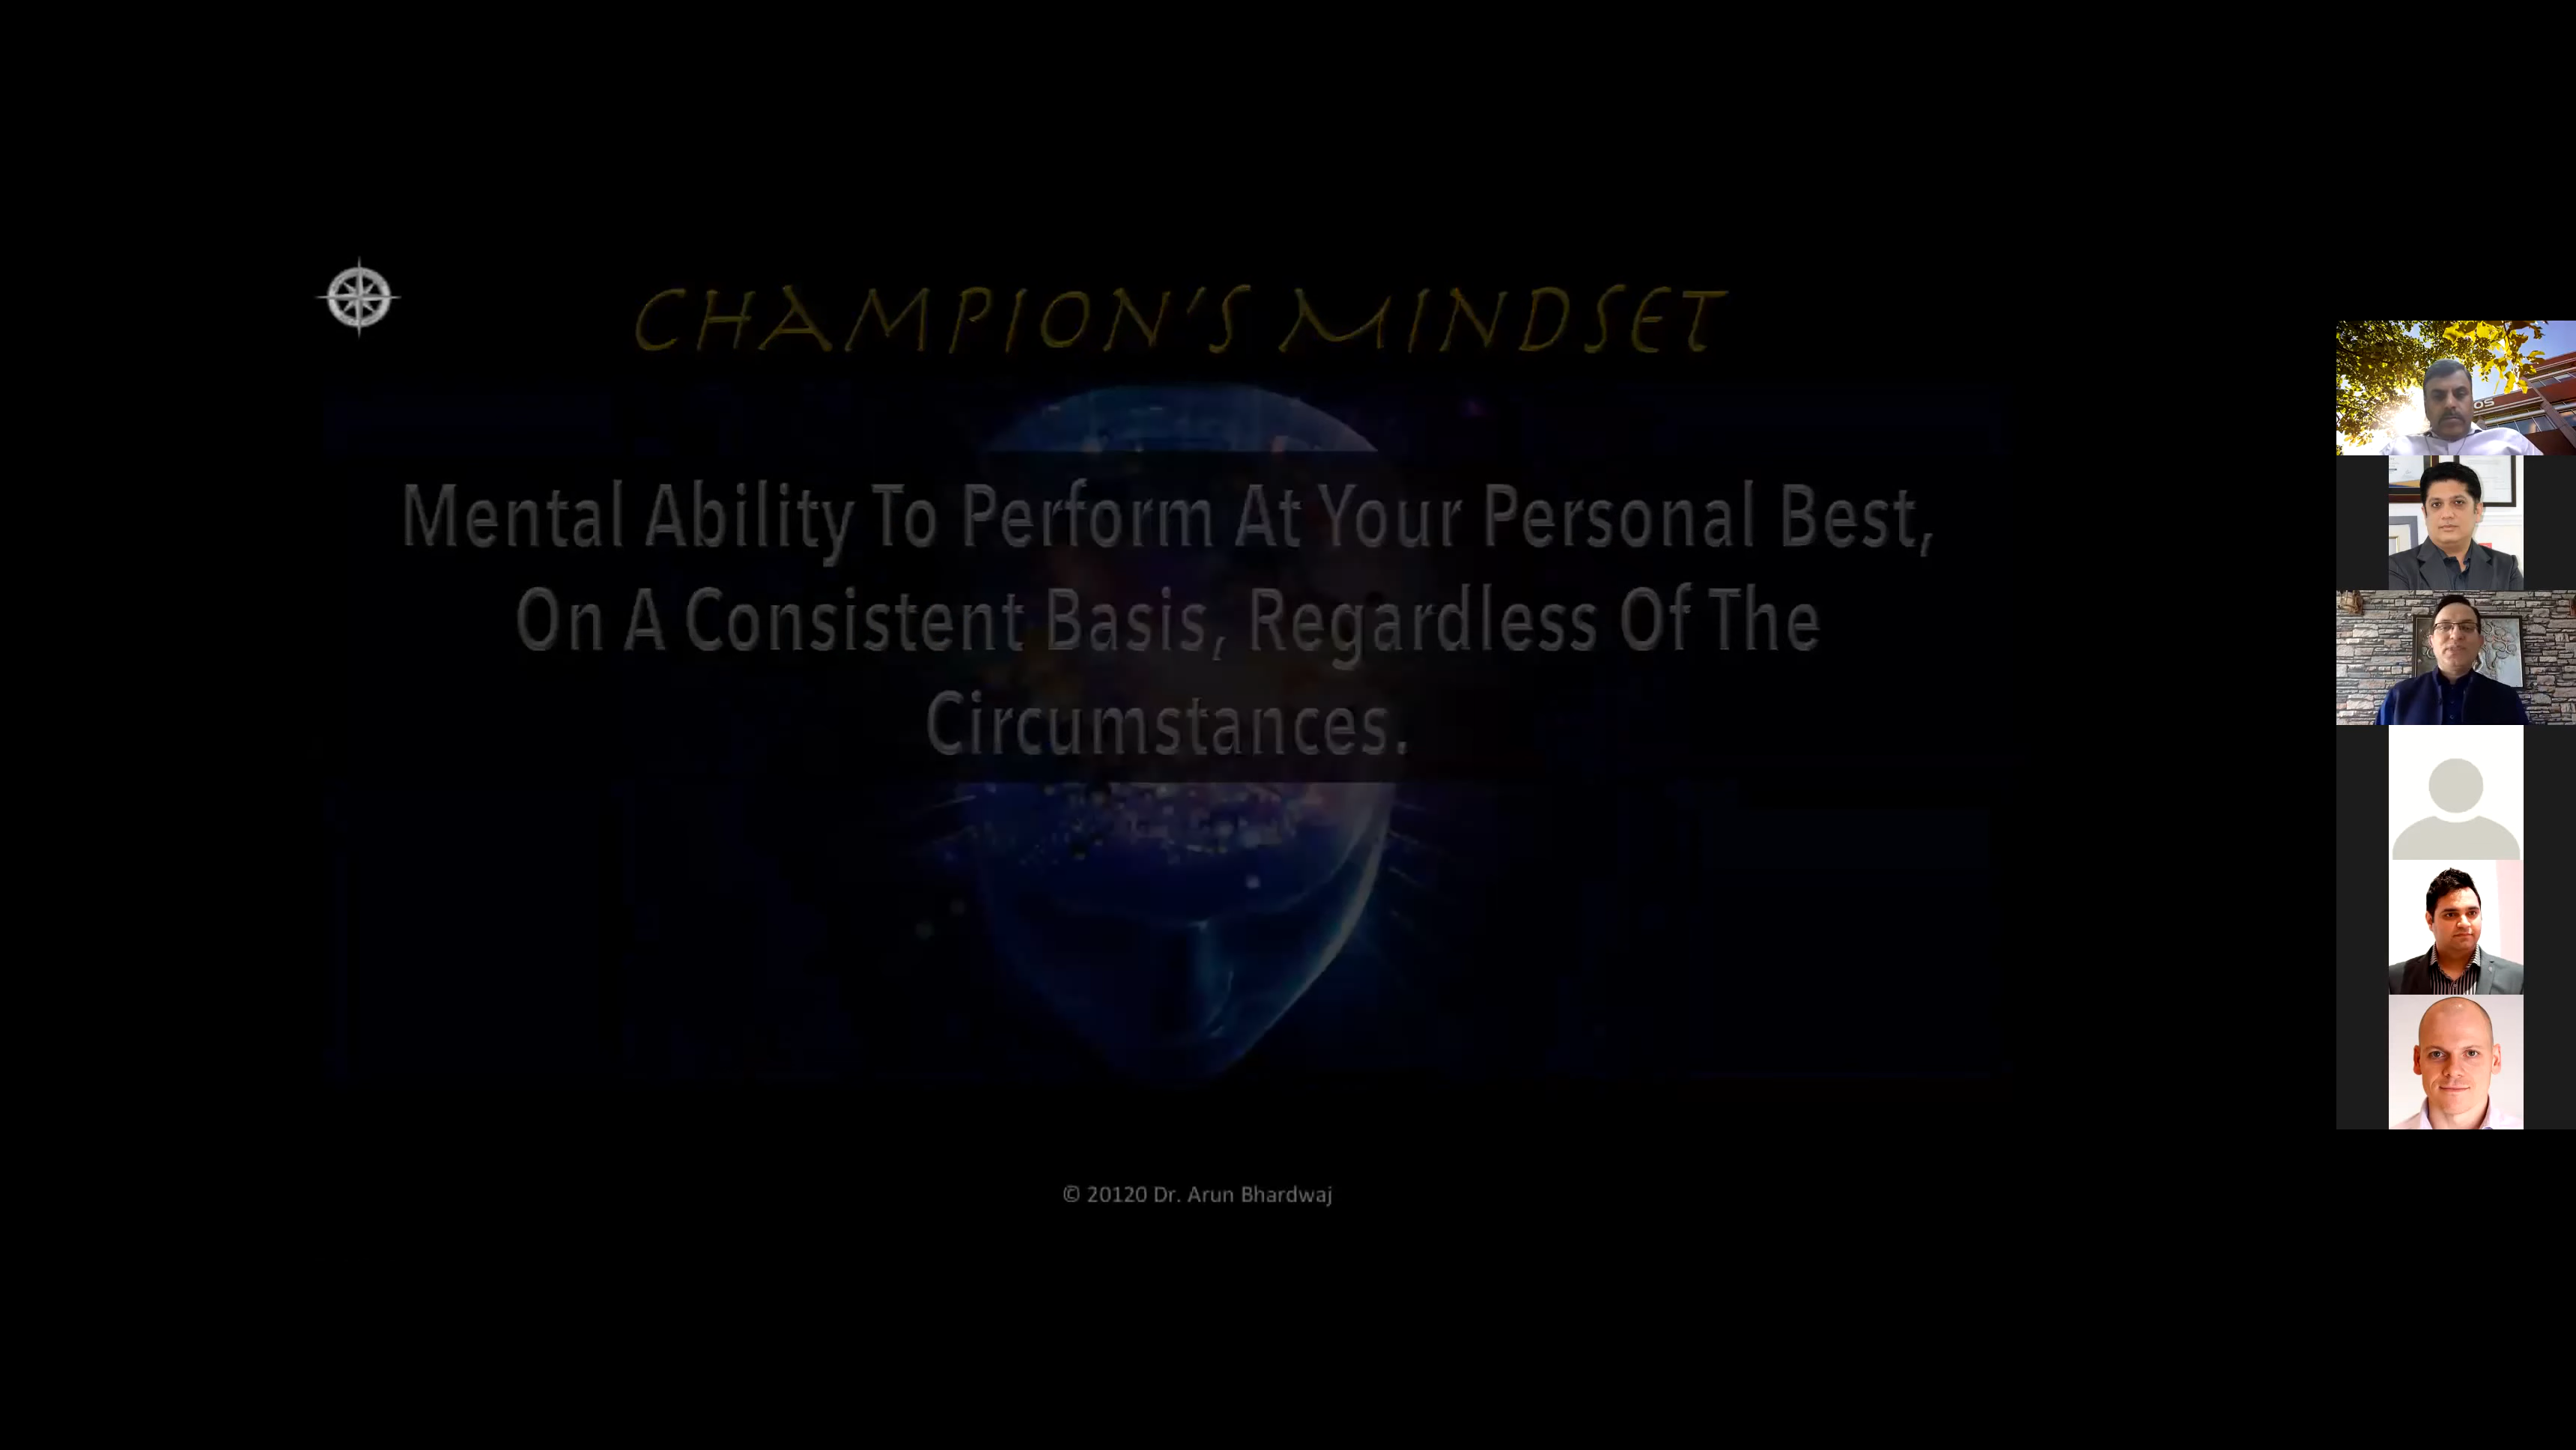 CHAMPION'S MINDSET
Mental Ability To Perform At Your Personal Best,
On A Consistent Basis, Regardless Of The
Circumstances.
OS
© 20120 Dr. Arun Bhardwaj